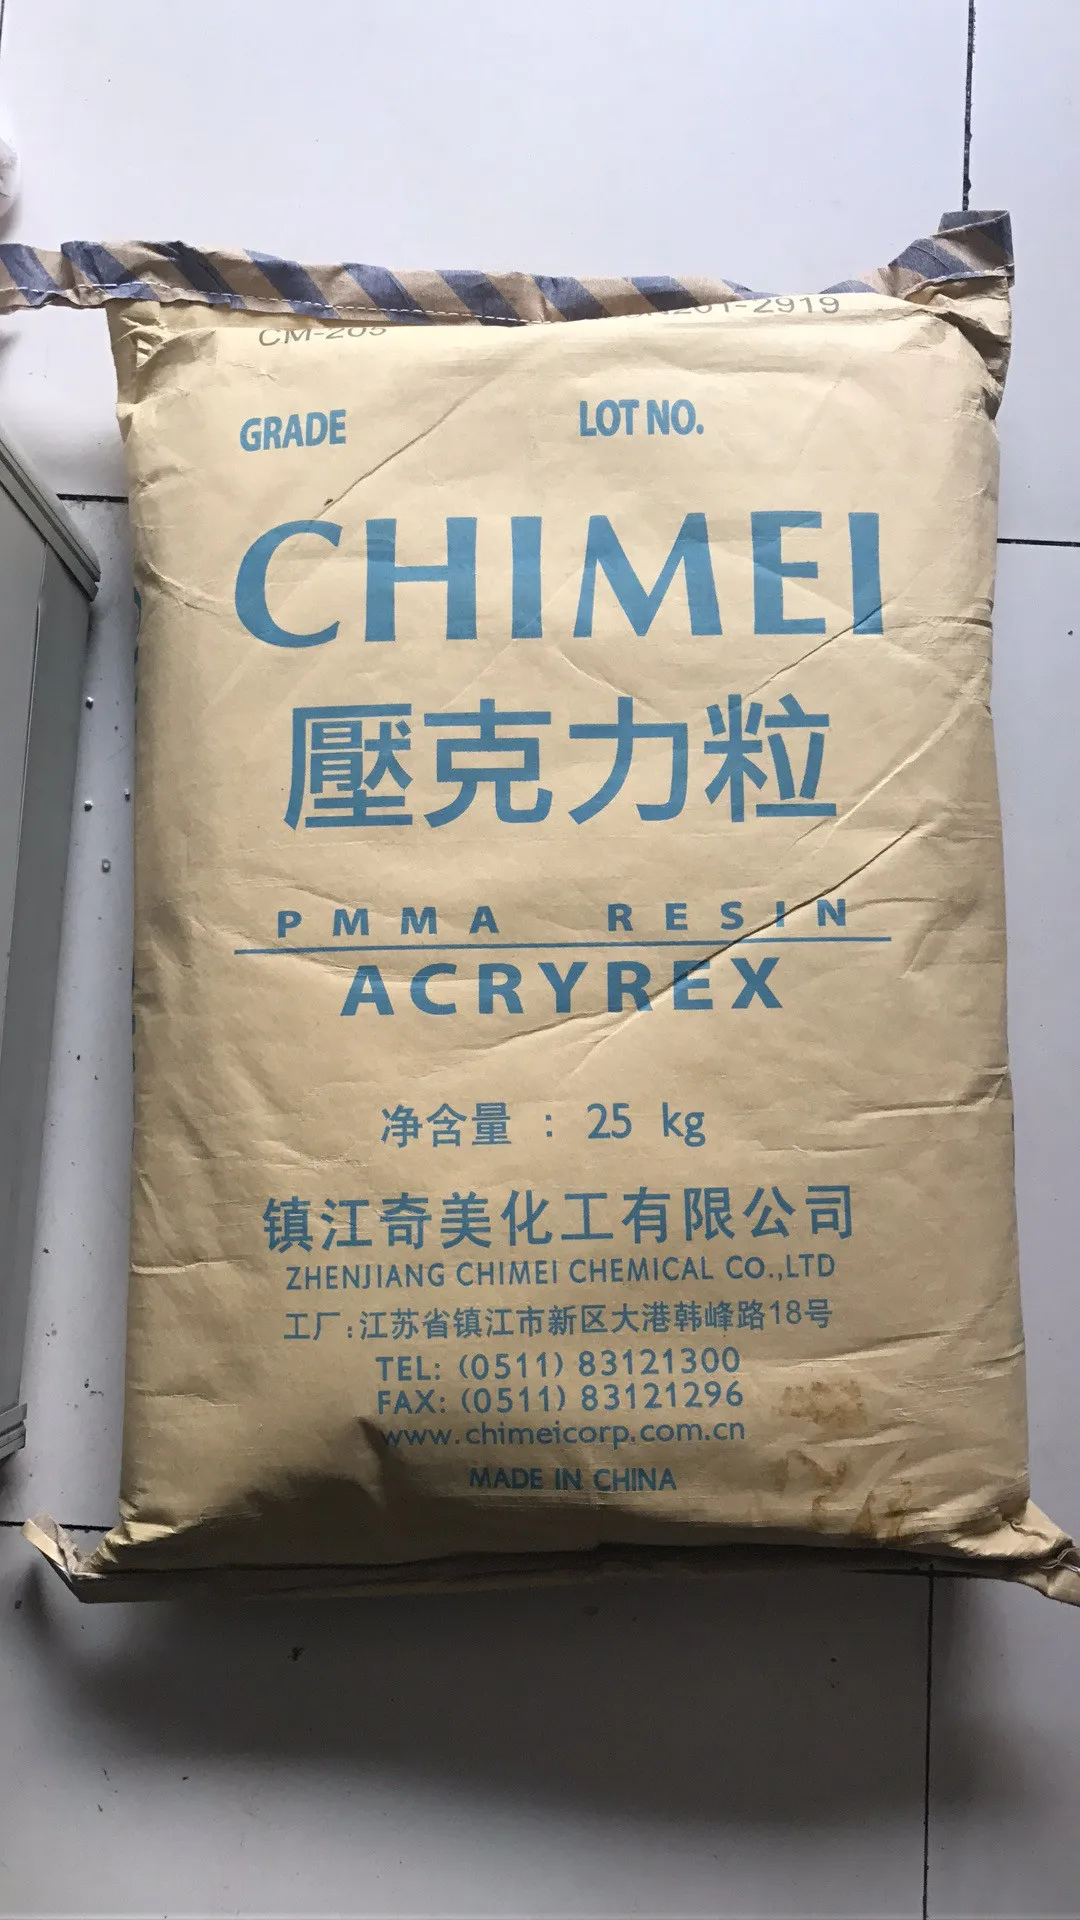 CM-205 -2919
GRADE LOT NO.
CHIMEI
壓克力粒
PMMA RESIN
ACRYREX
净含量 : 25 kg
镇江奇美化工有限公司
ZHENJIANG CHIMEI CHEMICAL CO.,LTD
工厂:江苏省镇江市新区大港韩峰路18号
TEL: (0511) 83121300
FAX: (0511) 83121296
www.chimeicorp.com.cn
MADE IN CHINA